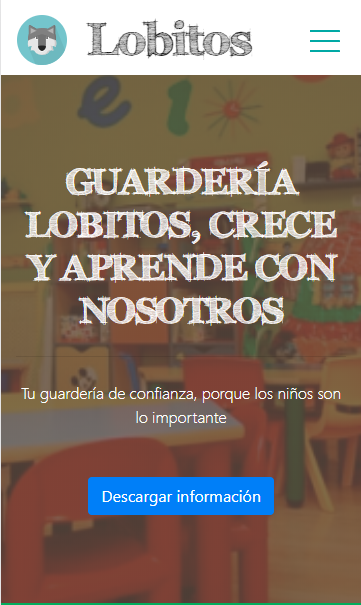 Lobitos
GUARDERÍA
LOBITOS, CRECE
Y APRENDE CON
NOSOTROS
Tu guardería de confianza, porque los niños son
lo importante
Descargar información